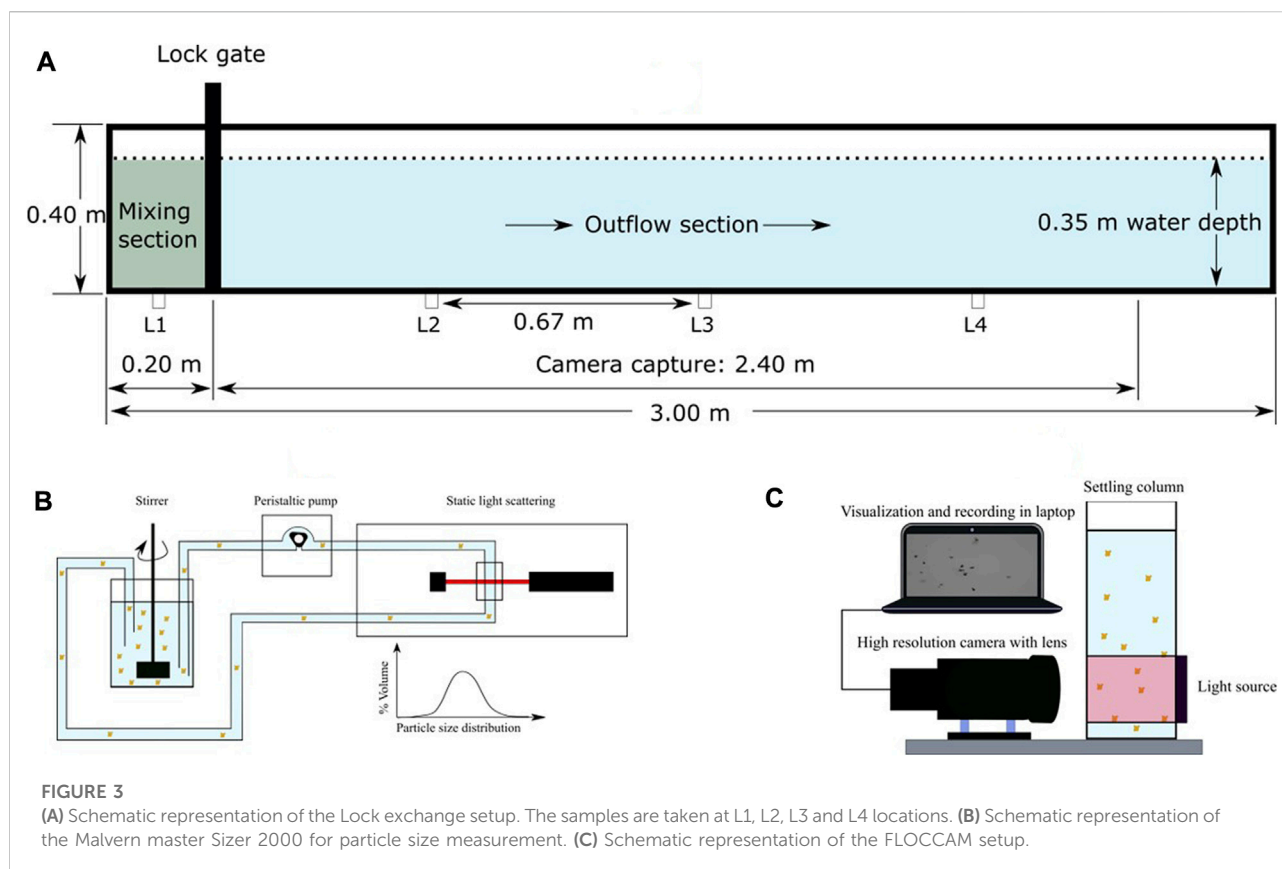 A
Lock gate
0.40 m
Mixing
section
Outflow section
0.35 m water depth
L1
L2
0.67 m
L3
L4
0.20 m
Camera capture: 2.40 m
3.00 m
B
Stirrer
Peristaltic pump
Static light scattering
% Volume
Particle size distribution
C
Settling column
Visualization and recording in laptop
High resolution camera with lens
Light source
FIGURE 3
(A) Schematic representation of the Lock exchange setup. The samples are taken at L1, L2, L3 and L4 locations. (B) Schematic representation of
the Malvern master Sizer 2000 for particle size measurement. (C) Schematic representation of the FLOCCAM setup.